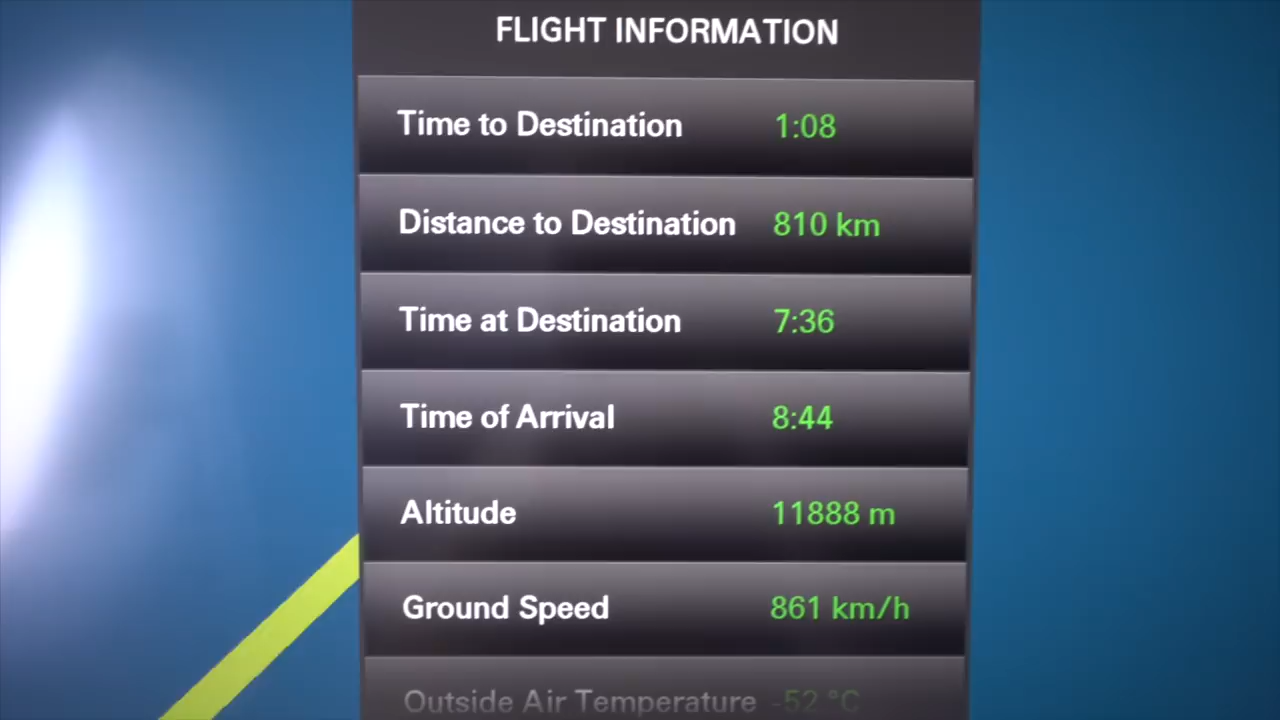 FLIGHT INFORMATION
Time to Destination 1:08
Distance to Destination 810 km
Time at Destination 7:36
Time of Arrival 8:44
Altitude 11888 m
Ground Speed 861 km/h
Outside Air Temperature -52 °C